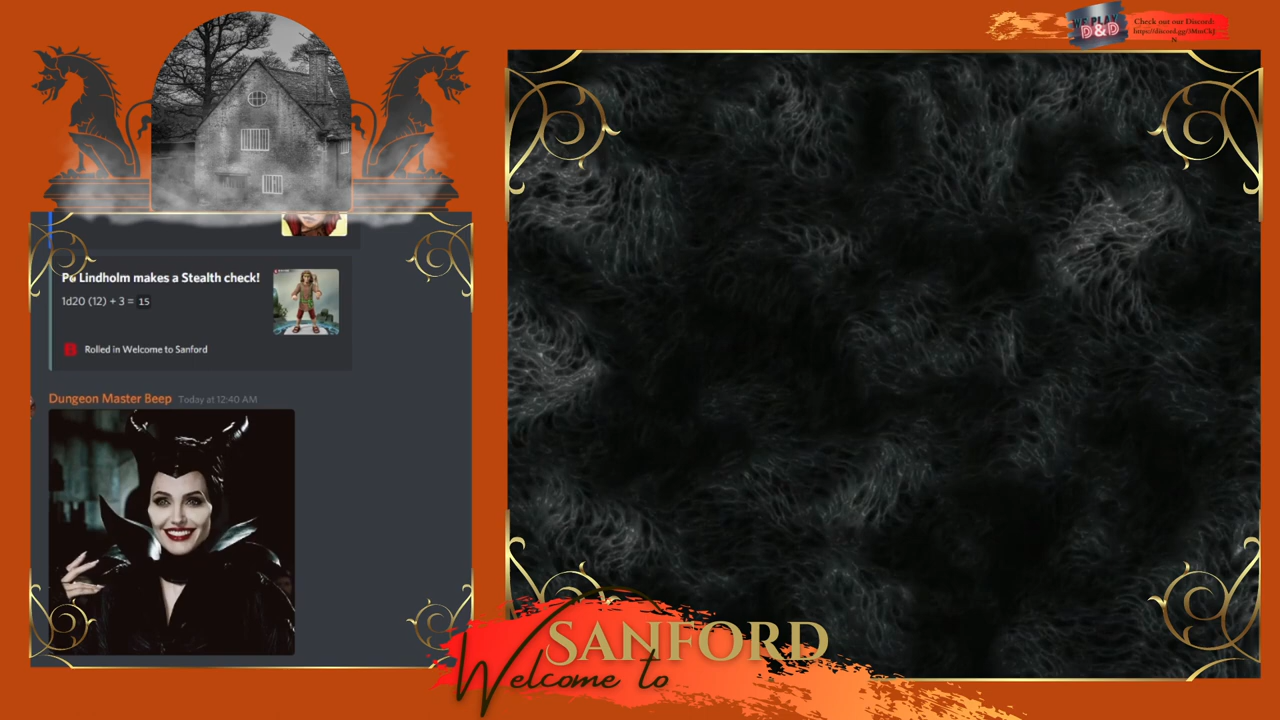 WE PLAY
D&D
Check out our Discord:
Po Lindholm makes a Stealth check!
1d20 (12) + 3 = 15
Rolled in Welcome to Sanford
Dungeon Master Beep Today at 12:40 AM
SANFORD
Welcome to